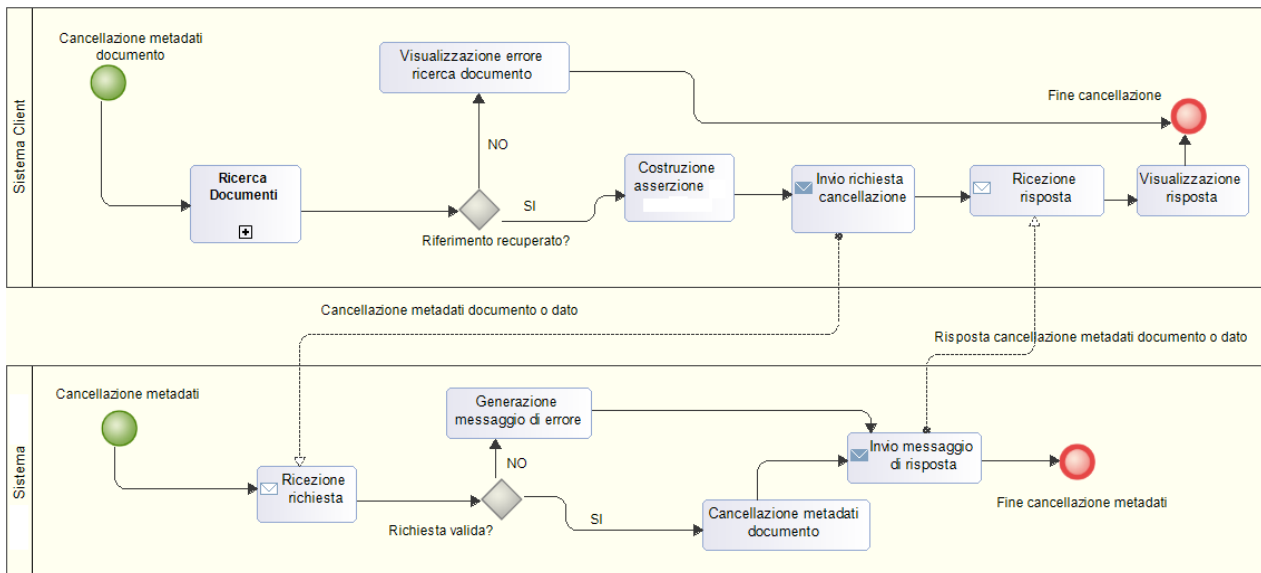 Sistema Client
Cancellazione metadati
documento
Visualizzazione errore
ricerca documento
Fine cancellazione
NO
Ricerca
Documenti
Costruzione
asserzione
Invio richiesta
cancellazione
Ricezione
risposta
Visualizzazione
risposta
SI
Riferimento recuperato?
Cancellazione metadati documento o dato
Risposta cancellazione metadati documento o dato
Sistema
Cancellazione metadati
Generazione
messaggio di errore
Invio messaggio
di risposta
NO
Ricezione
richiesta
Fine cancellazione metadati
SI
Cancellazione metadati
documento
Richiesta valida?